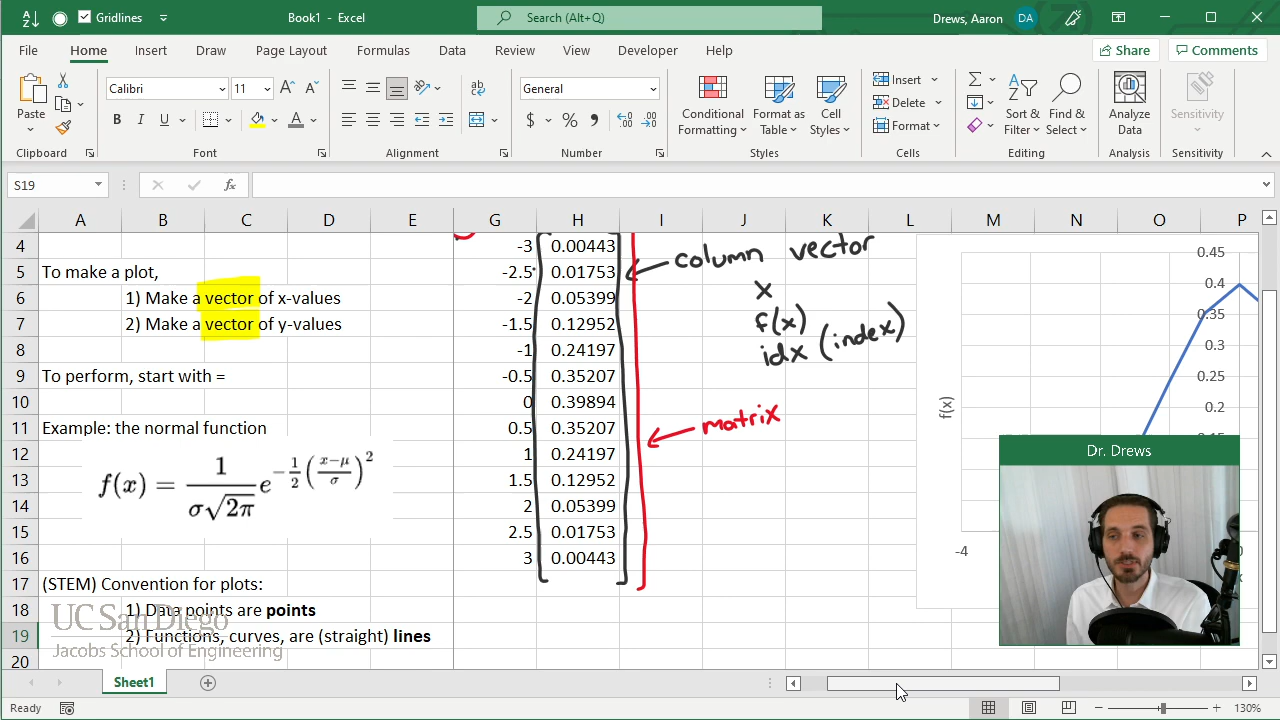 Gridlines
Book1 - Excel
Search (Alt+Q)
Drews, Aaron
DA
File Home Insert Draw Page Layout Formulas Data Review View Developer Help
Share
Comments
Paste
Calibri
11
B I U
General
$ % 9
Conditional Formatting
Format as Table
Cell Styles
Insert
Delete
Format
Sort & Filter
Find & Select
Analyze Data
Sensitivity
Clipboard Font Alignment Number Styles Cells Editing Analysis Sensitivity
S19
fx
A B C D E G H I J K L M N O P
4 -3 0.00443
5 To make a plot, -2.5 0.01753
6 1) Make a vector of x-values -2 0.05399
7 2) Make a vector of y-values -1.5 0.12952
8 -1 0.24197
9 To perform, start with = -0.5 0.35207
10 0 0.39894
11 Example: the normal function 0.5 0.35207
12 1 0.24197
13 1.5 0.12952
14 2 0.05399
15 2.5 0.01753
16 3 0.00443
17 (STEM) Convention for plots:
18 1) Data points are points
19 2) Functions, curves, are (straight) lines
20
f(x) = 1/(σ√2π) e^(-1/2((x-μ)/σ)^2)
column vector
x
f(x)
idx (index)
matrix
0.45
0.4
0.35
0.3
0.25
0.2
f(x)
-4
Dr. Drews
UC San Diego
Jacobs School of Engineering
Sheet1
Ready
130%